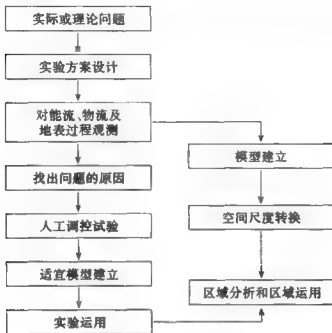 实际或理论问题
实验方案设计
对能流、物流及
地表过程观测
找出问题的原因
人工调控试验
适宜模型建立
实验运用
模型建立
空间尺度转换
区域分析和区域运用